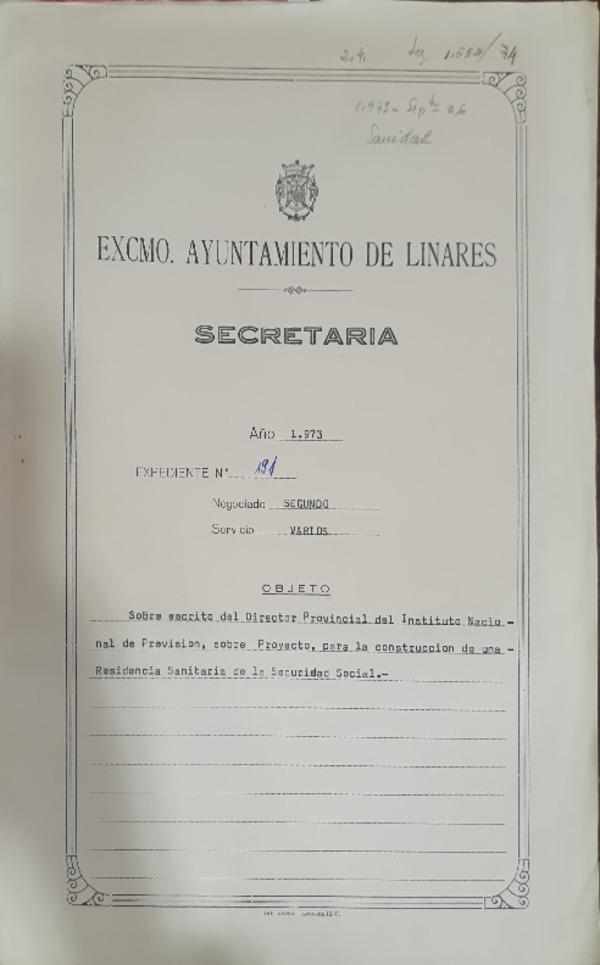 2.4. Leg. 1.558/74
1.973 - Sepbre 26
Sanidad
EXCMO. AYUNTAMIENTO DE LINARES
SECRETARIA
Año 1.973
EXPEDIENTE N° 191
Negociado SEGUNDO
Servicio VARIOS
OBJETO
Sobre escrito del Director Provincial del Instituto Nacio-
nal de Prevision, sobre Proyecto, para la construccion de una-
Residencia Sanitaria de la Seguridad Social.-